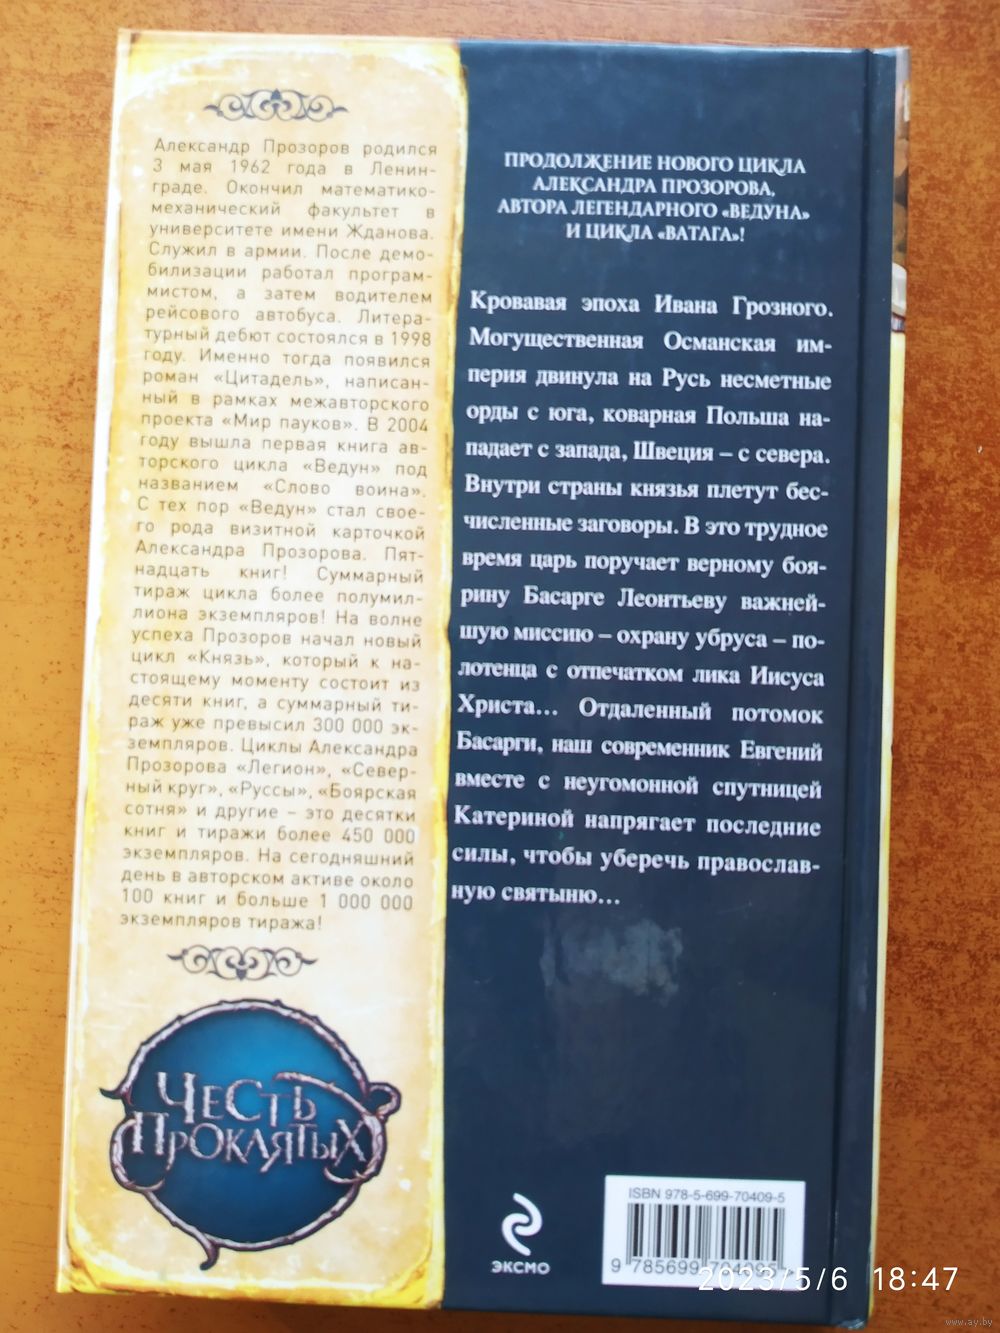 Александр Прозоров родился
3 мая 1962 года в Ленин-
граде. Окончил математико-
механический факультет в
университете имени Жданова.
Служил в армии. После демо-
билизации работал програм-
мистом, а затем водителем
рейсового автобуса. Литера-
турный дебют состоялся в 1998
году. Именно тогда появился
роман «Цитадель», написан-
ный в рамках межавторского
проекта «Мир пауков». В 2004
году вышла первая книга ав-
торского цикла «Ведун» под
названием «Слово воина».
С тех пор «Ведун» стал свое-
го рода визитной карточкой
Александра Прозорова. Пят-
надцать книг! Суммарный
тираж цикла более полумил-
лиона экземпляров! На волне
успеха Прозоров начал новый
цикл «Князь», который к на-
стоящему моменту состоит из
десяти книг, а суммарный ти-
раж уже превысил 300 000 эк-
земпляров. Циклы Александра
Прозорова «Легион», «Север-
ный круг», «Руссы», «Боярская
сотня» и другие – это десятки
книг и тиражи более 450 000
экземпляров. На сегодняшний
день в авторском активе около
100 книг и больше 1 000 000
экземпляров тиража!
ЧЕСТЬ
ПРОКЛЯТЫХ
ПРОДОЛЖЕНИЕ НОВОГО ЦИКЛА
АЛЕКСАНДРА ПРОЗОРОВА,
АВТОРА ЛЕГЕНДАРНОГО «ВЕДУНА»
И ЦИКЛА «ВАТАГА»!
Кровавая эпоха Ивана Грозного.
Могущественная Османская им-
перия двинула на Русь несметные
орды с юга, коварная Польша на-
падает с запада, Швеция – с севера.
Внутри страны князья плетут бес-
численные заговоры. В это трудное
время царь поручает верному боя-
рину Басарге Леонтьеву важней-
шую миссию – охрану убруса – по-
лотенца с отпечатком лика Иисуса
Христа... Отдаленный потомок
Басарги, наш современник Евгений
вместе с неугомонной спутницей
Катериной напрягает последние
силы, чтобы уберечь православ-
ную святыню...
ЭКСМО
ISBN 978-5-699-70409-5
9 785699 704095
2023/5/6 18:47
www.ay.by